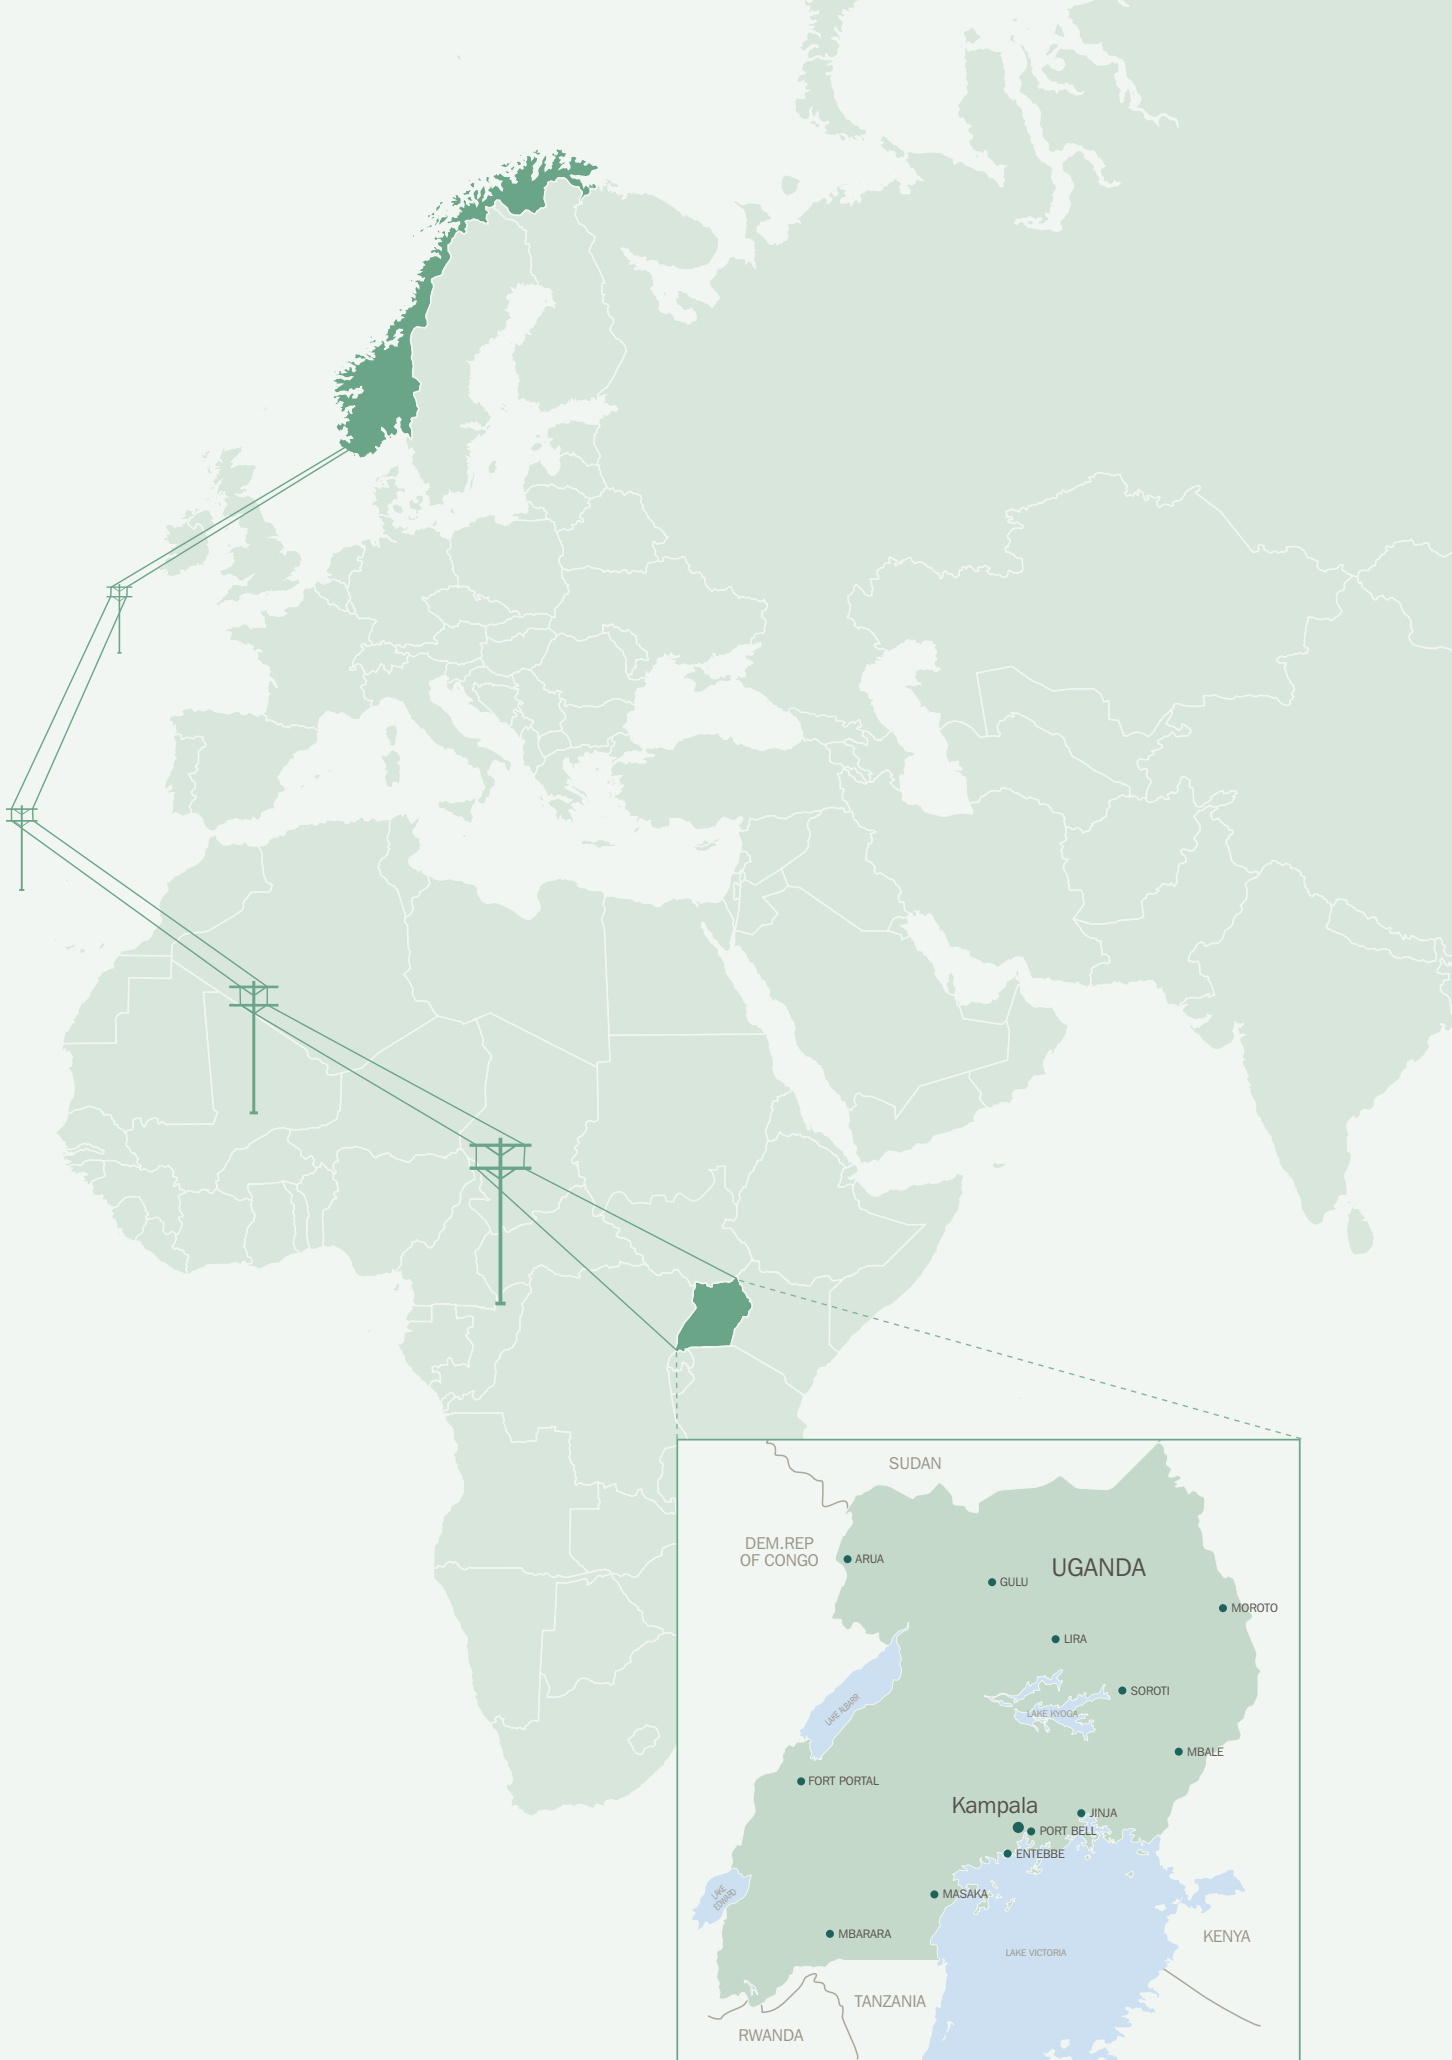 SUDAN
DEM.REP
OF CONGO
ARUA
UGANDA
GULU
MOROTO
LIRA
SOROTI
LAKE ALBARR
LAKE KYOGA
MBALE
FORT PORTAL
Kampala
JINJA
PORT BELL
ENTEBBE
LAKE
EDWARD
MASAKA
MBARARA
KENYA
LAKE VICTORIA
TANZANIA
RWANDA